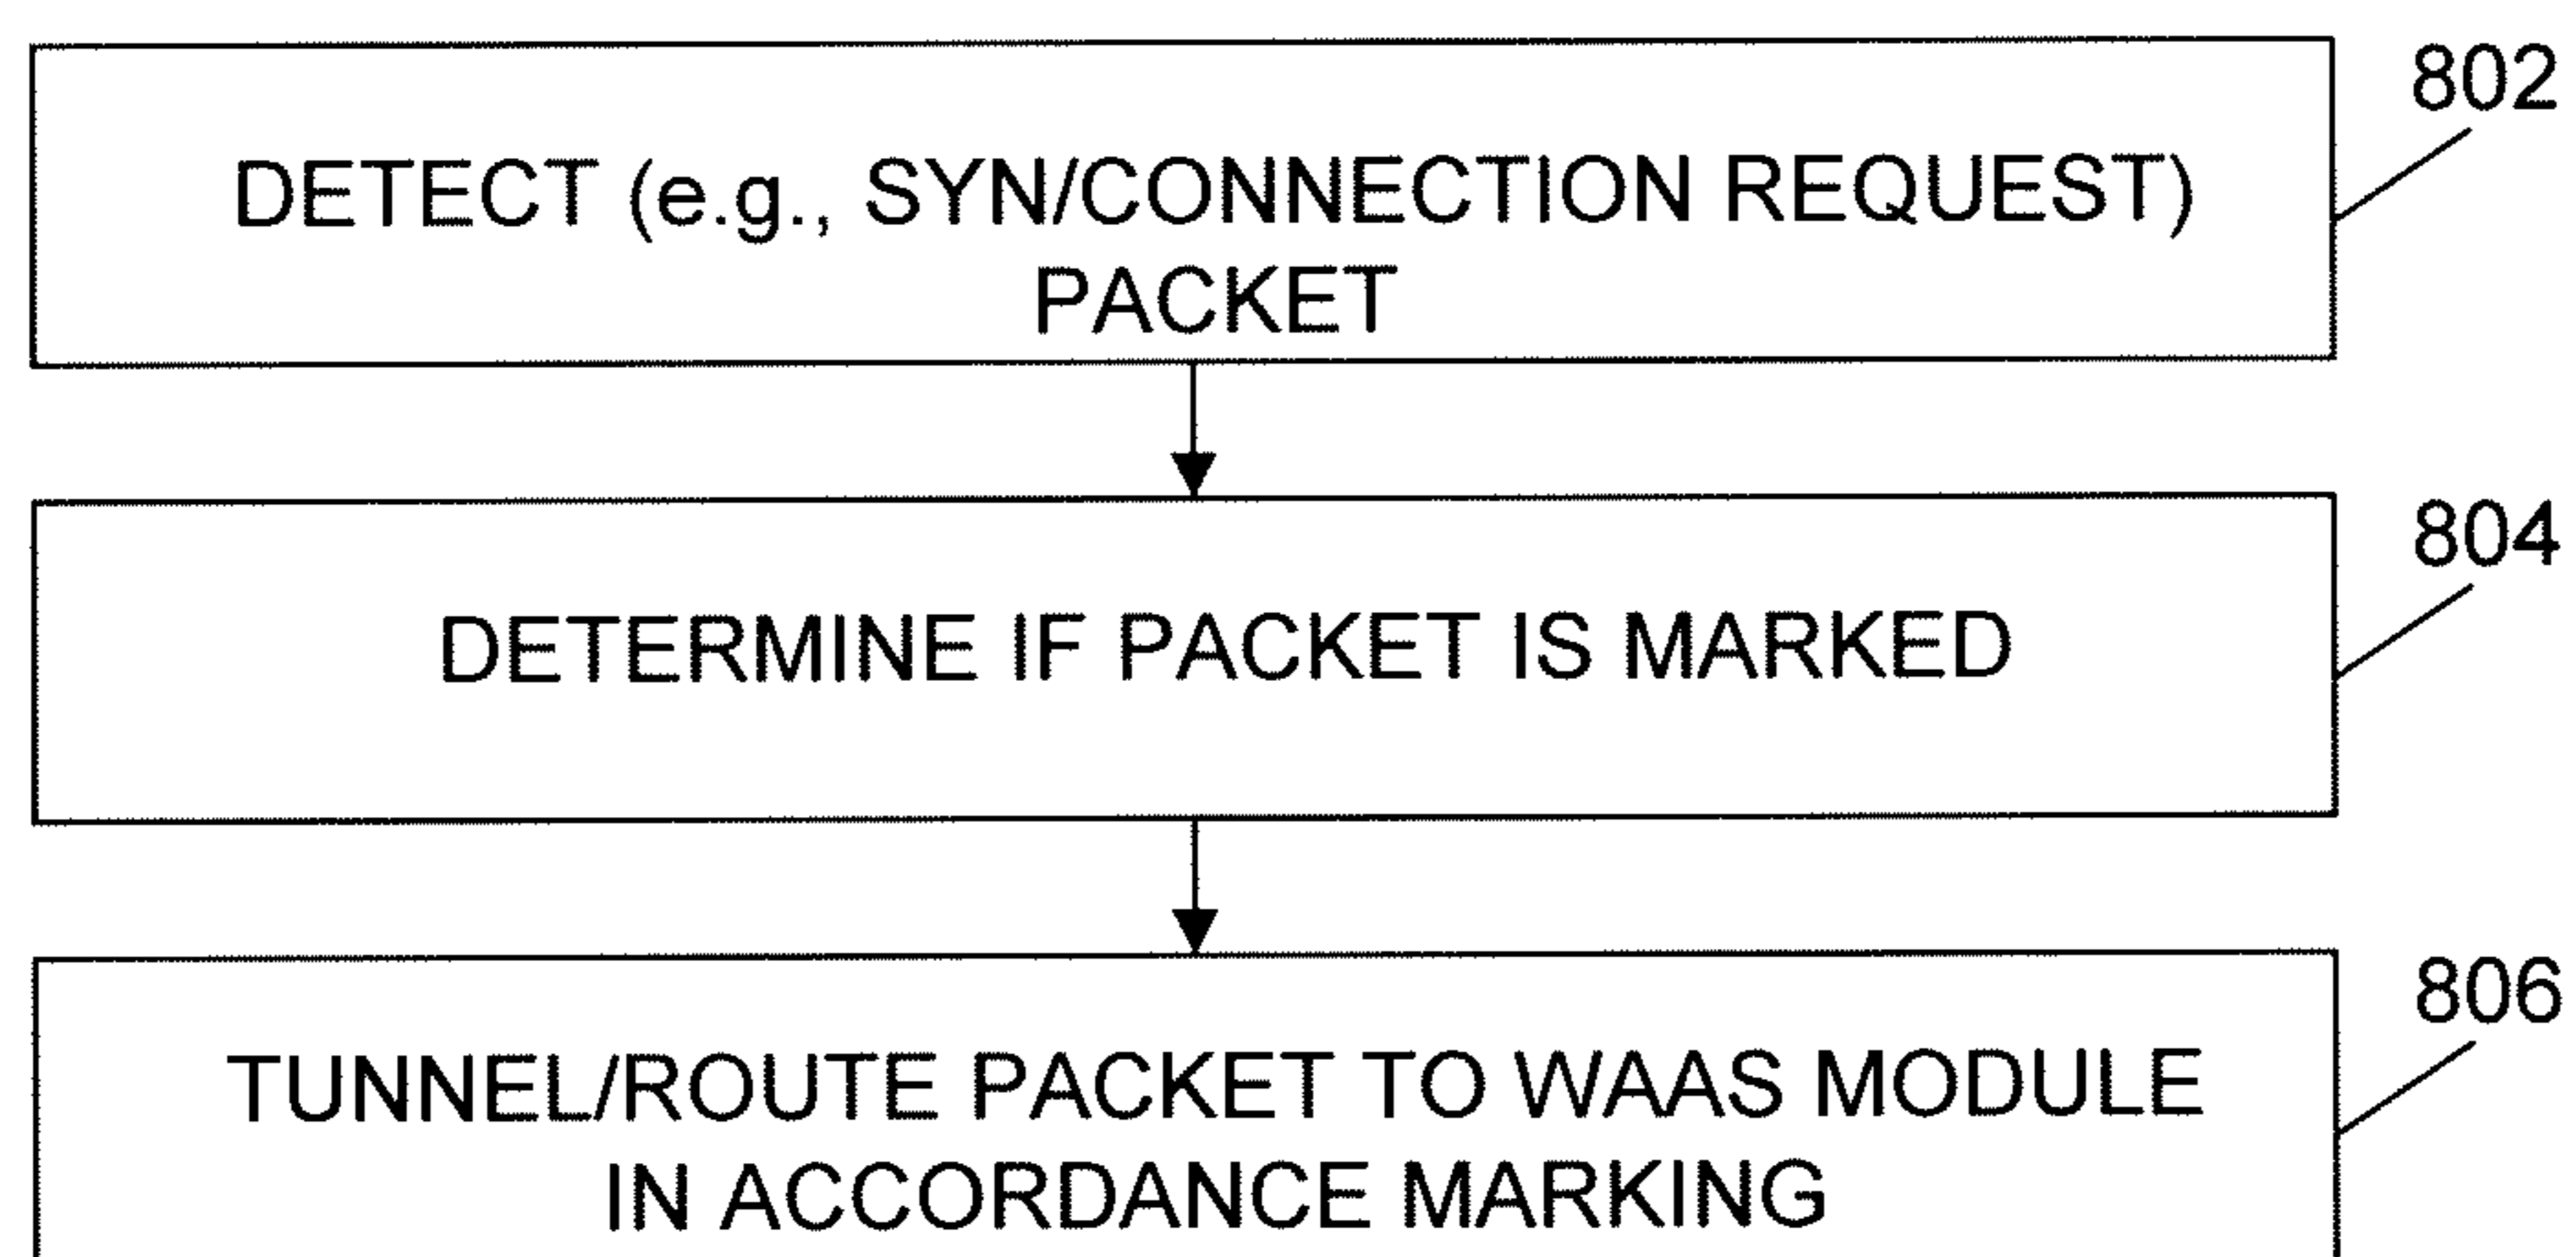 802
DETECT (e.g., SYN/CONNECTION REQUEST)
PACKET
804
DETERMINE IF PACKET IS MARKED
806
TUNNEL/ROUTE PACKET TO WAAS MODULE
IN ACCORDANCE MARKING